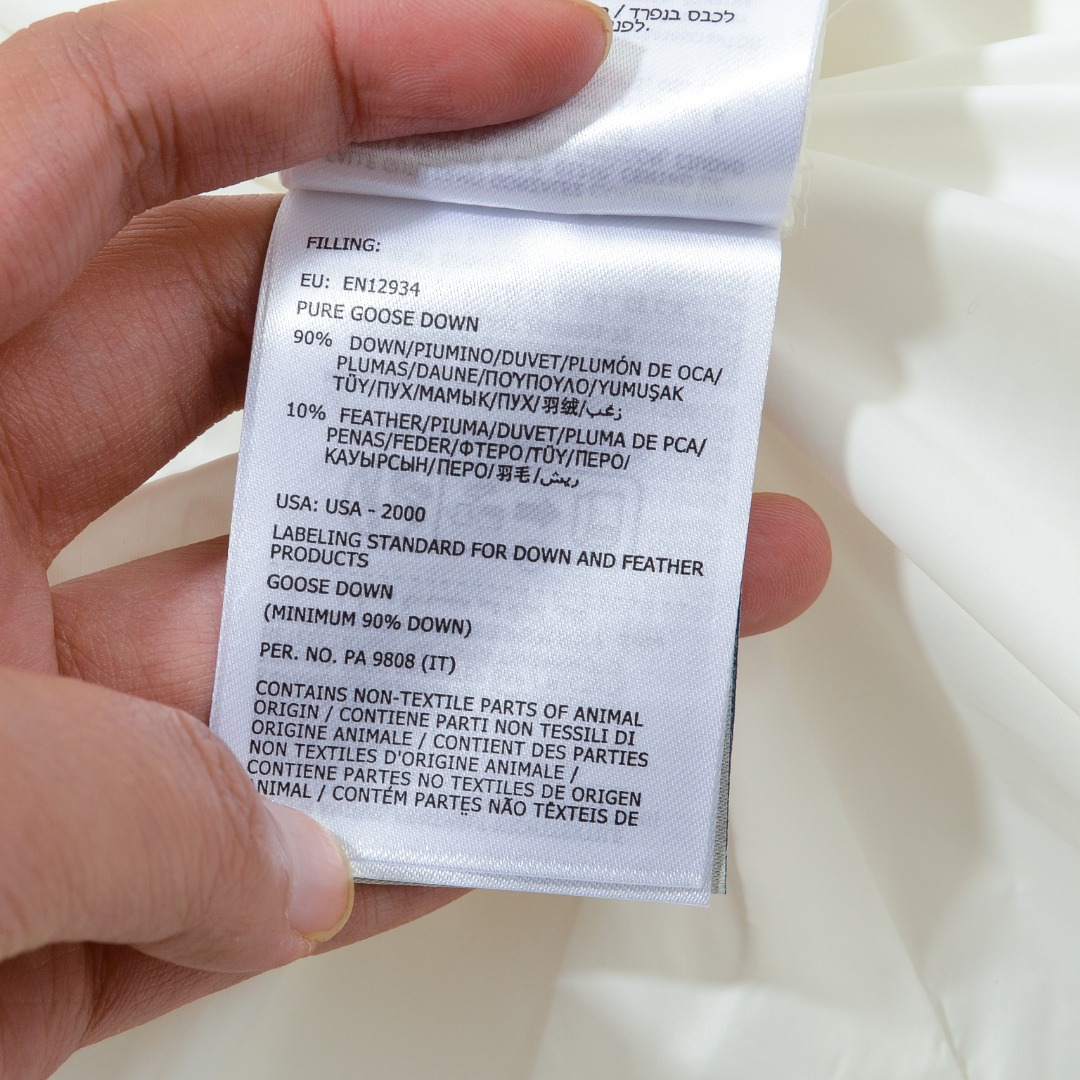 לכבס בנפרד /
לפני.
FILLING:
EU: EN12934
PURE GOOSE DOWN
90% DOWN/PIUMINO/DUVET/PLUMÓN DE OCA/
PLUMAS/DAUNE/ΠΟΎΠΟΥΛΟ/YUMUŞAK
TÜY/ПУХ/МАМЫК/ПУХ/羽绒/زغب
10% FEATHER/PIUMA/DUVET/PLUMA DE PCA/
PENAS/FEDER/ΦΤΕΡΟ/TÜY/ПЕРО/
КАУЫРСЫН/ПЕРО/羽毛/ريش
USA: USA - 2000
LABELING STANDARD FOR DOWN AND FEATHER
PRODUCTS
GOOSE DOWN
(MINIMUM 90% DOWN)
PER. NO. PA 9808 (IT)
CONTAINS NON-TEXTILE PARTS OF ANIMAL
ORIGIN / CONTIENE PARTI NON TESSILI DI
ORIGINE ANIMALE / CONTIENT DES PARTIES
NON TEXTILES D'ORIGINE ANIMALE /
CONTIENE PARTES NO TEXTILES DE ORIGEN
ANIMAL / CONTÉM PARTES NÃO TÊXTEIS DE